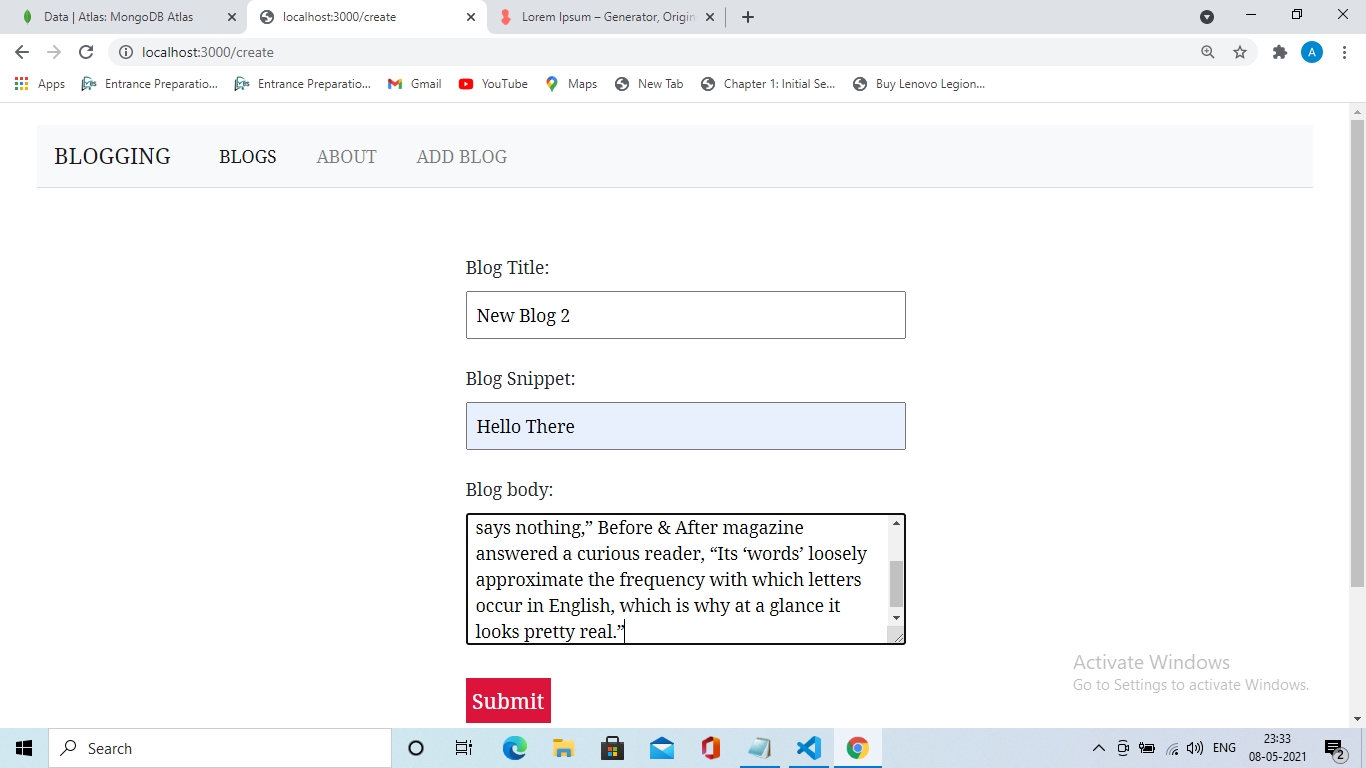 Data | Atlas: MongoDB Atlas
localhost:3000/create
Lorem Ipsum – Generator, Origin
localhost:3000/create
A
Apps
Entrance Preparatio...
Entrance Preparatio...
Gmail
YouTube
Maps
New Tab
Chapter 1: Initial Se...
Buy Lenovo Legion...
BLOGGING BLOGS ABOUT ADD BLOG
Blog Title:
New Blog 2
Blog Snippet:
Hello There
Blog body:
says nothing,” Before & After magazine
answered a curious reader, “Its ‘words’ loosely
approximate the frequency with which letters
occur in English, which is why at a glance it
looks pretty real.”
Submit
Activate Windows
Go to Settings to activate Windows.
Search
ENG
23:33
08-05-2021
2